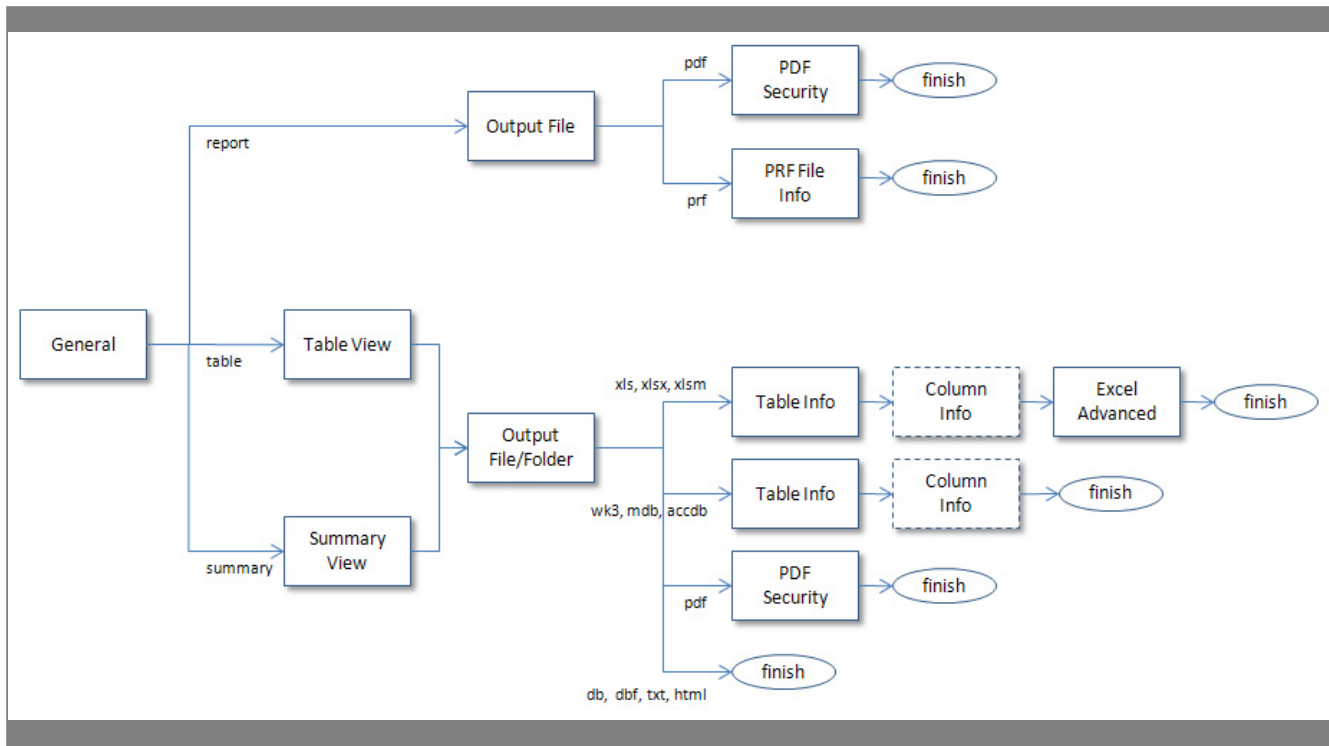 pdf
PDF
Security
finish
report
Output File
prf
PRF File
Info
finish
General
table
Table View
summary
Summary
View
Output
File/Folder
xls, xlsx, xlsm
Table Info
Column
Info
Excel
Advanced
finish
wk3, mdb, accdb
Table Info
Column
Info
finish
pdf
PDF
Security
finish
db, dbf, txt, html
finish